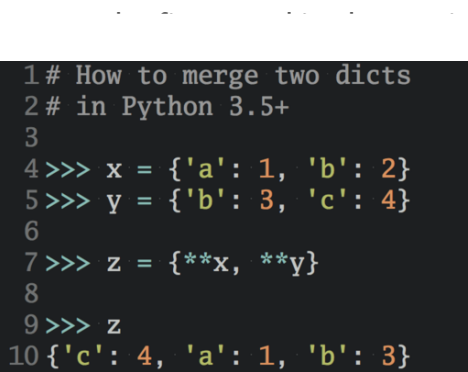 1 # How to merge two dicts
2 # in Python 3.5+
3
4 >>> x = {'a': 1, 'b': 2}
5 >>> y = {'b': 3, 'c': 4}
6
7 >>> z = {**x, **y}
8
9 >>> z
10 {'c': 4, 'a': 1, 'b': 3}